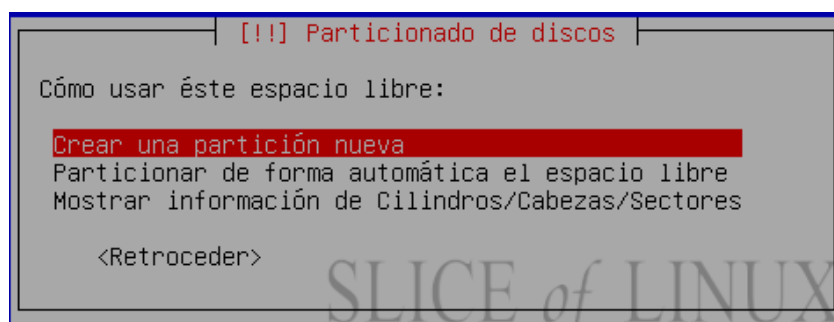 [!!] Particionado de discos
Cómo usar éste espacio libre:
Crear una partición nueva
Particionar de forma automática el espacio libre
Mostrar información de Cilindros/Cabezas/Sectores
<Retroceder>
SLICE of LINUX